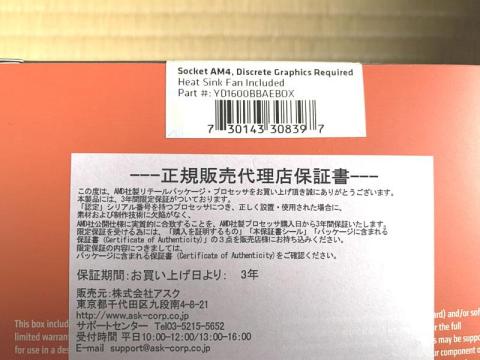 Socket AM4, Discrete Graphics Required
Heat Sink Fan Included
Part #: YD1600BBAEBOX
7 30143 30839 7
---正規販売代理店保証書---
この度は、AMD社製リテールパッケージ・プロセッサをお買い上げ頂き誠にありがとうございます。
本製品には、3年間限定保証がついております。
「認定」シリアル番号を持つプロセッサにつき、正しく設置・使用された場合に、
素材および制作技術に欠陥がなく、
AMD公開仕様に実質的に合致することを、AMD社製プロセッサ購入日から3年間保証いたします。
限定保証を受ける為には、「購入を証明するもの」「本保証書シール」「パッケージに含まれる
保証書 (Certificate of Authenticity)」の3点を販売店様にお持ち込みください。
限定保証の内容につきましては、
パッケージに含まれる保証書 (Certificate of Authenticity)をご確認ください。
保証期間:お買い上げ日より: 3年
販売元:株式会社アスク
東京都千代田区九段南4-8-21
http://www.ask-corp.co.jp
サポートセンター Tel03-5215-5652
受付時間 平日10:00-12:00/13:00-16:00
E-mail support@ask-corp.co.jp
This box includ
limited warranty
for use in a des
ard) and/or sof
r the full
s may be suppo
our component o